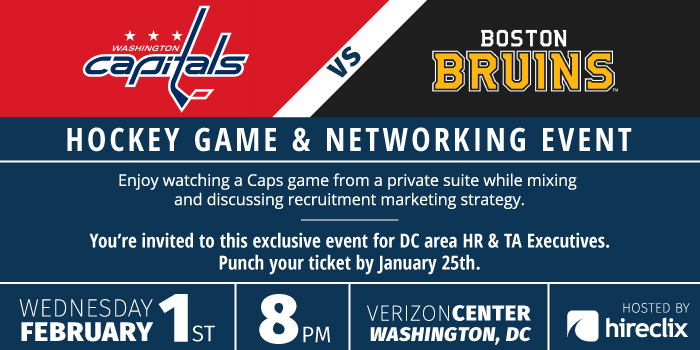 WASHINGTON
capitals
VS
BOSTON
BRUINS™
HOCKEY GAME & NETWORKING EVENT
Enjoy watching a Caps game from a private suite while mixing
and discussing recruitment marketing strategy.
You're invited to this exclusive event for DC area HR & TA Executives.
Punch your ticket by January 25th.
WEDNESDAY
FEBRUARY 1ST
8PM
VERIZONCENTER
WASHINGTON, DC
HOSTED BY
hireclix